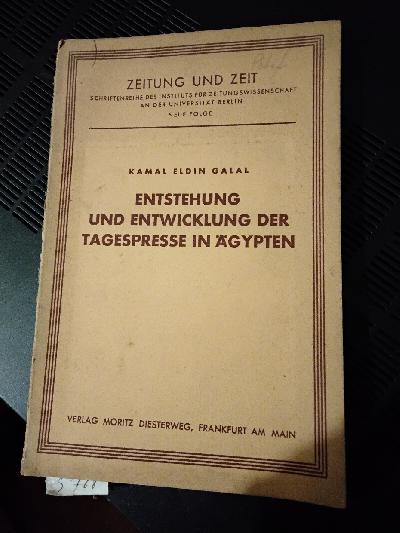 ZEITUNG UND ZEIT
SCHRIFTENREIHE DES INSTITUTS FÜR ZEITUNGSWISSENSCHAFT
AN DER UNIVERSITÄT BERLIN
NEUE FOLGE
KAMAL ELDIN GALAL
ENTSTEHUNG
UND ENTWICKLUNG DER
TAGESPRESSE IN ÄGYPTEN
VERLAG MORITZ DIESTERWEG, FRANKFURT AM MAIN